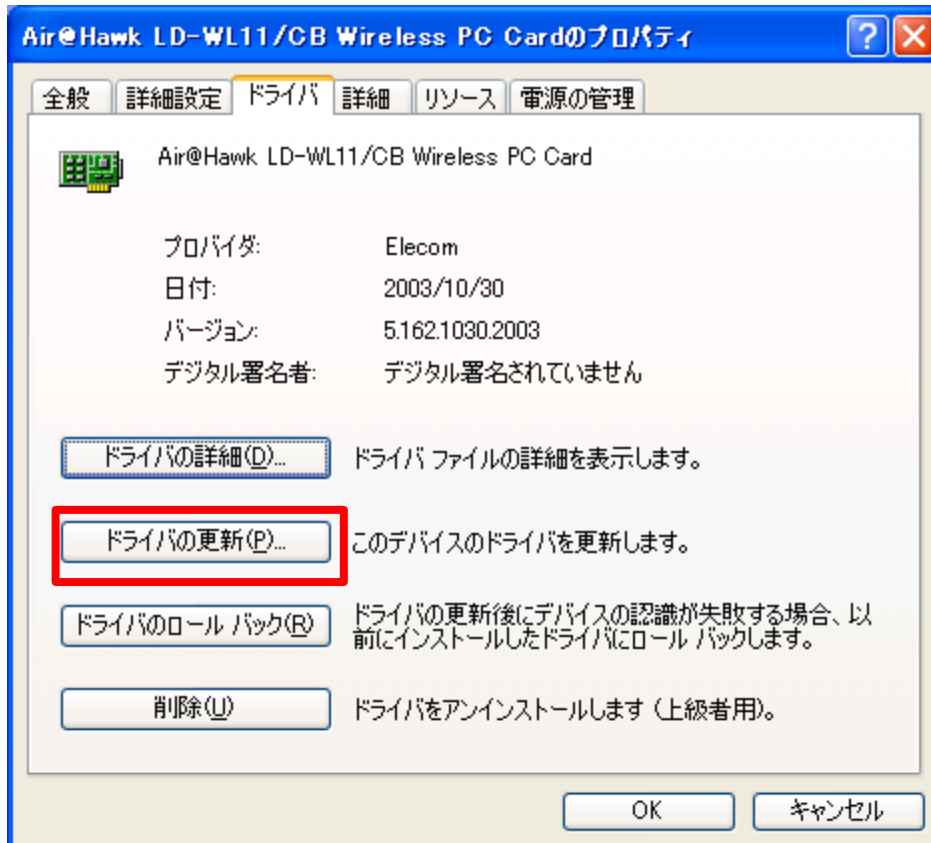 Air@Hawk LD-WL11/CB Wireless PC Cardのプロパティ
全般 詳細設定 ドライバ 詳細 リソース 電源の管理
Air@Hawk LD-WL11/CB Wireless PC Card
プロバイダ: Elecom
日付: 2003/10/30
バージョン: 5.162.1030.2003
デジタル署名者: デジタル署名されていません
ドライバの詳細(D)... ドライバ ファイルの詳細を表示します。
ドライバの更新(P)... このデバイスのドライバを更新します。
ドライバのロール バック(R) ドライバの更新後にデバイスの認識が失敗する場合、以
前にインストールしたドライバにロール バックします。
削除(U) ドライバをアンインストールします (上級者用)。
OK キャンセル